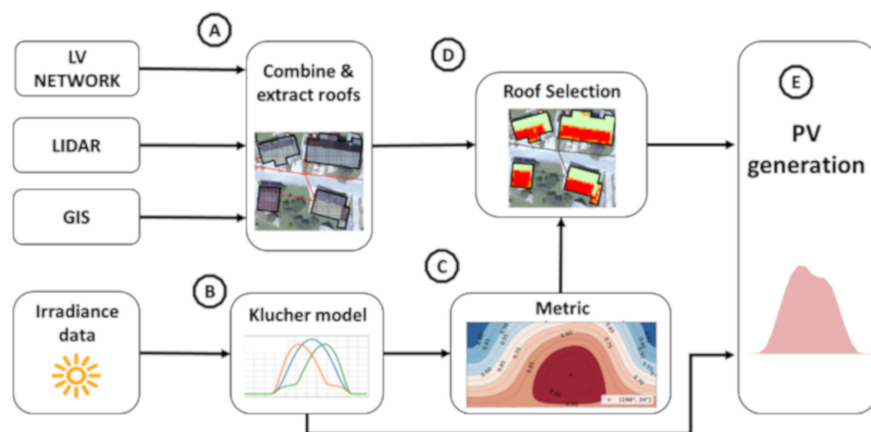 A
LV
NETWORK
LIDAR
GIS
Combine &
extract roofs
D
Roof Selection
E
PV
generation
Irradiance
data
B
Klucher model
C
Metric